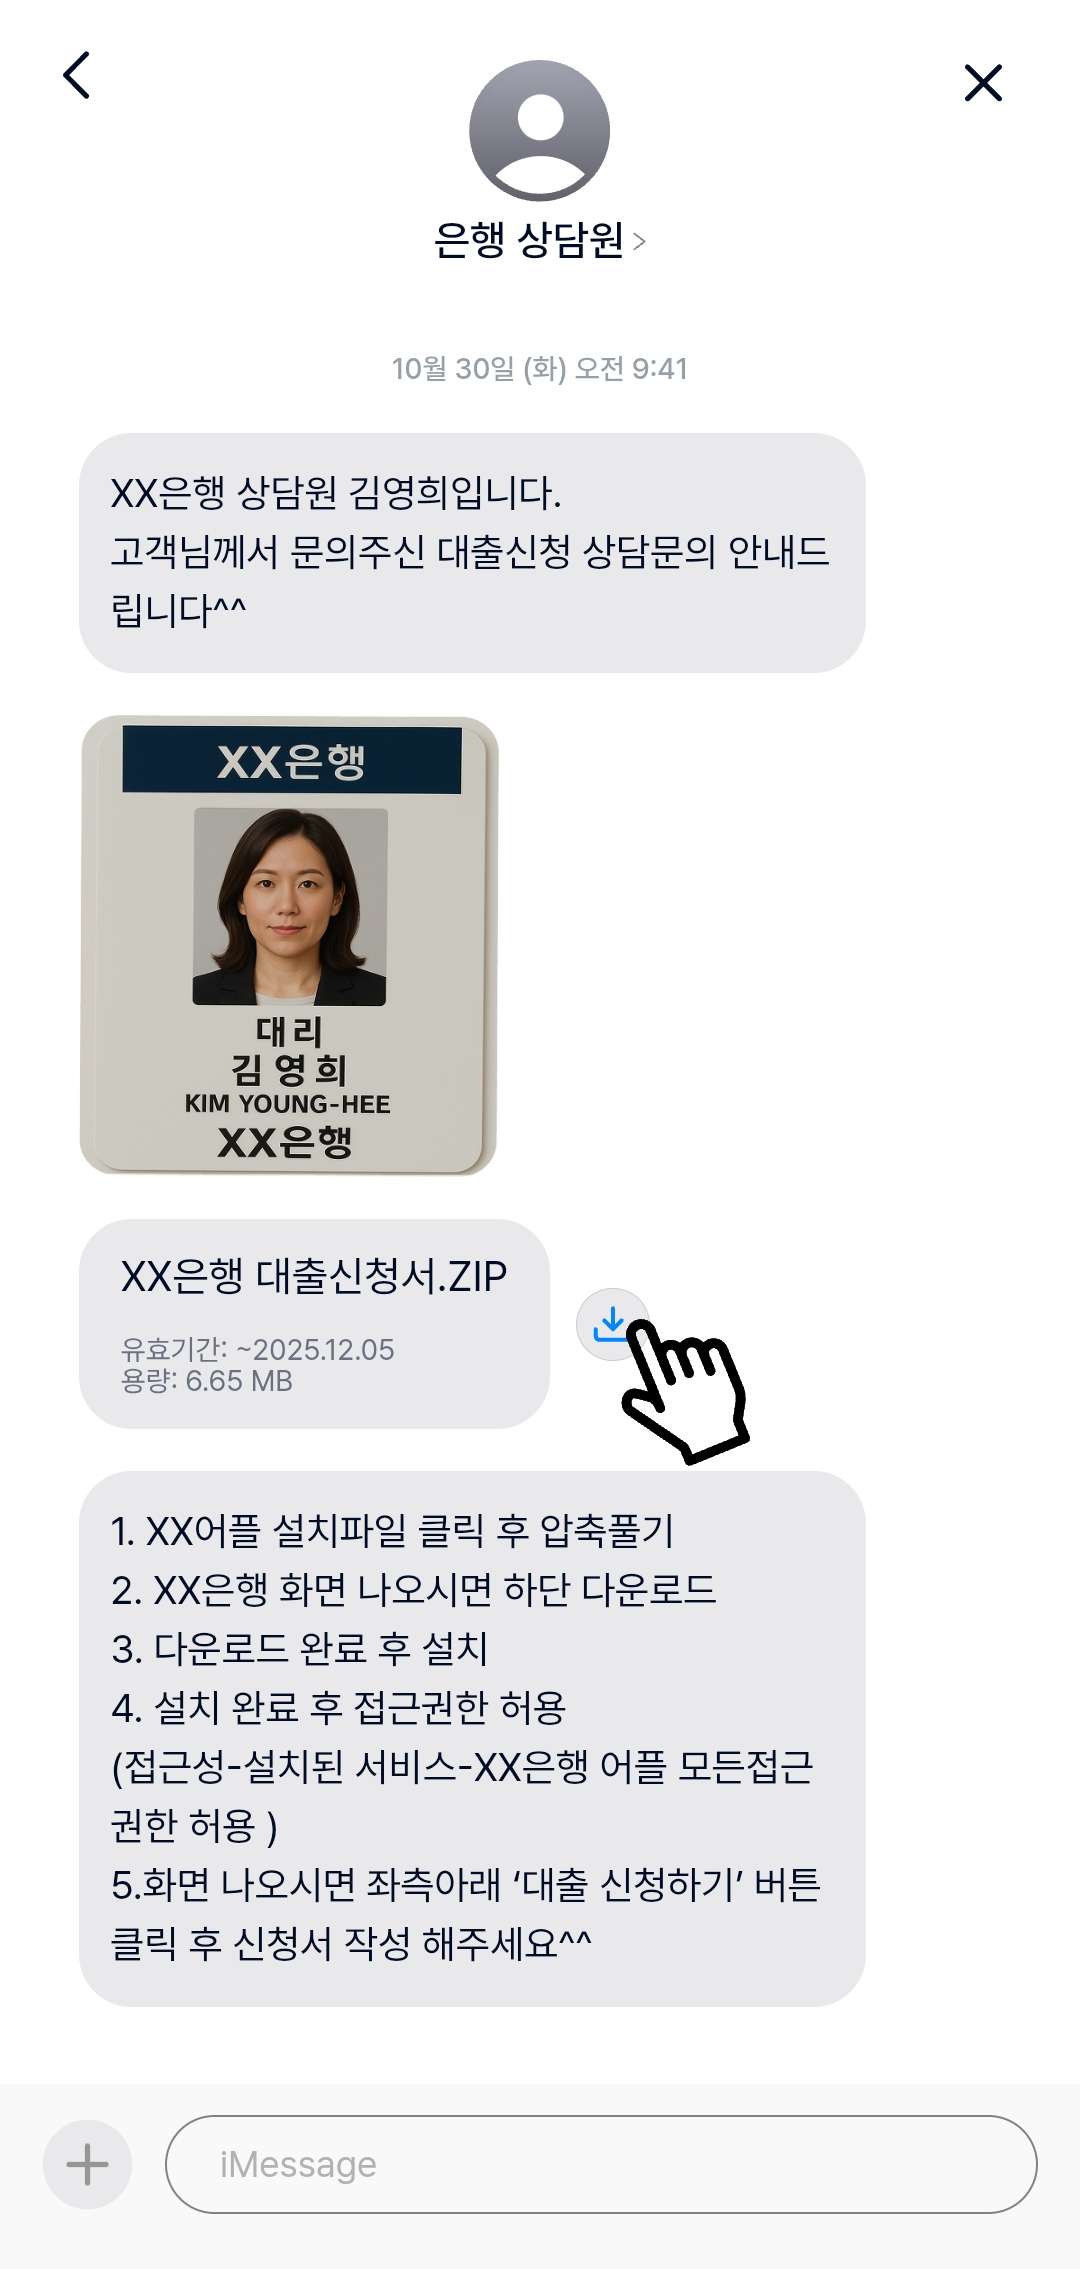 은행 상담원
10월 30일 (화) 오전 9:41
XX은행 상담원 김영희입니다.
고객님께서 문의주신 대출신청 상담문의 안내드
립니다^^
XX은행
대리
김영희
KIM YOUNG-HEE
XX은행
XX은행 대출신청서.ZIP
유효기간: ~2025.12.05
용량: 6.65 MB
1. XX어플 설치파일 클릭 후 압축풀기
2. XX은행 화면 나오시면 하단 다운로드
3. 다운로드 완료 후 설치
4. 설치 완료 후 접근권한 허용
(접근성-설치된 서비스-XX은행 어플 모든접근
권한 허용 )
5.화면 나오시면 좌측아래 ‘대출 신청하기’ 버튼
클릭 후 신청서 작성 해주세요^^
iMessage